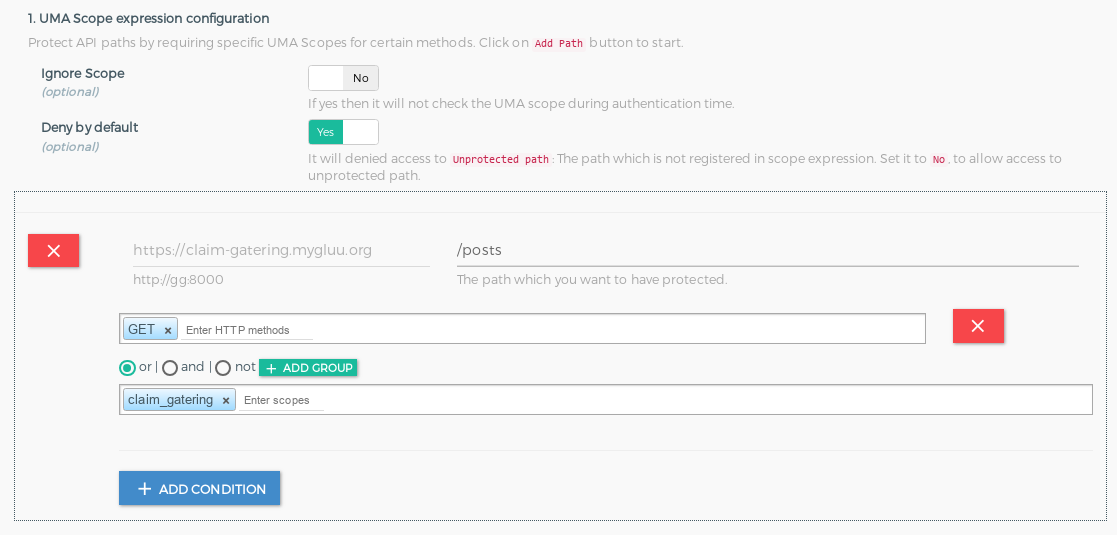 1. UMA Scope expression configuration
Protect API paths by requiring specific UMA Scopes for certain methods. Click on Add Path button to start.
Ignore Scope
(optional)
No
If yes then it will not check the UMA scope during authentication time.
Deny by default
(optional)
Yes
It will denied access to Unprotected path: The path which is not registered in scope expression. Set it to No, to allow access to
unprotected path.
https://claim-gatering.mygluu.org
/posts
http://gg:8000
The path which you want to have protected.
GET × Enter HTTP methods
or | and | not + ADD GROUP
claim_gatering × Enter scopes
+ ADD CONDITION